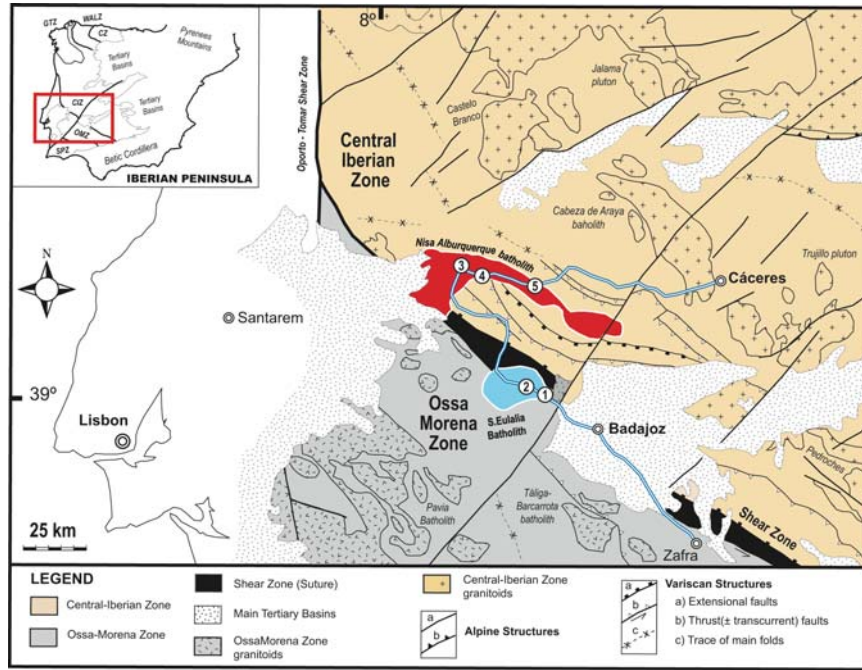 8º
GTZ
WALZ
CZ
Pyrenees
Mountains
Tertiary
Basins
CIZ
Tertiary
Basins
OMZ
SPZ
Betic Cordillera
IBERIAN PENINSULA
Oporto - Tomar Shear Zone
Central
Iberian
Zone
Castelo
Branco
Jalama
pluton
Cabeza de Araya
baholith
Trujillo pluton
Nisa Alburquerque batholith
3
4
5
Cáceres
N
Santarem
39º
Lisbon
Ossa
Morena
Zone
2
1
S.Eulalia
Batholith
Badajoz
Pedroches
Pavia
Batholith
Táliga-
Barcarrota
batholith
Shear Zone
Zafra
25 km
LEGEND
Central-Iberian Zone
Ossa-Morena Zone
Shear Zone (Suture)
Main Tertiary Basins
OssaMorena Zone
granitoids
Central-Iberian Zone
granitoids
a
b
Alpine Structures
a
b
c
Variscan Structures
a) Extensional faults
b) Thrust(± transcurrent) faults
c) Trace of main folds